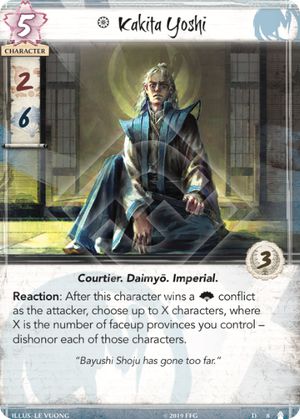 5
Kakita Yoshi
CHARACTER
2
6
3
Courtier. Daimyō. Imperial.
Reaction: After this character wins a conflict
as the attacker, choose up to X characters, where
X is the number of faceup provinces you control –
dishonor each of those characters.
“Bayushi Shoju has gone too far.”
ILLUS: LE VUONG
© 2019 FFG
D 8